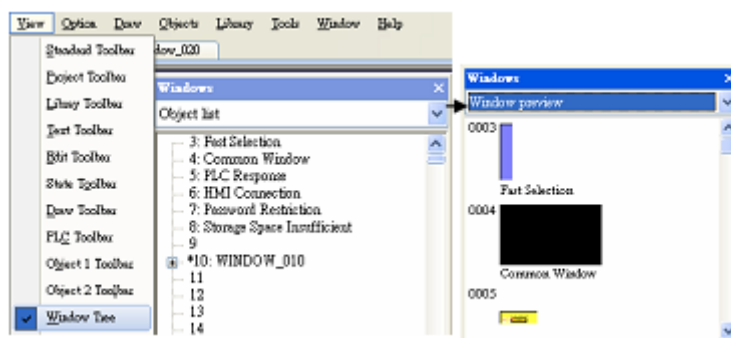 View Option Draw Objects Library Tools Window Help
Standard Toolbar
Project Toolbar
Library Toolbar
Text Toolbar
Edit Toolbar
State Toolbar
Draw Toolbar
PLC Toolbar
Object 1 Toolbar
Object 2 Toolbar
Window Tree
dow_020
Windows
Object list
3: Fast Selection
4: Common Window
5: PLC Response
6: HMI Connection
7: Password Restriction
8: Storage Space Insufficient
9
*10: WINDOW_010
11
12
13
14
Windows
Window preview
0003
Fast Selection
0004
Common Window
0005